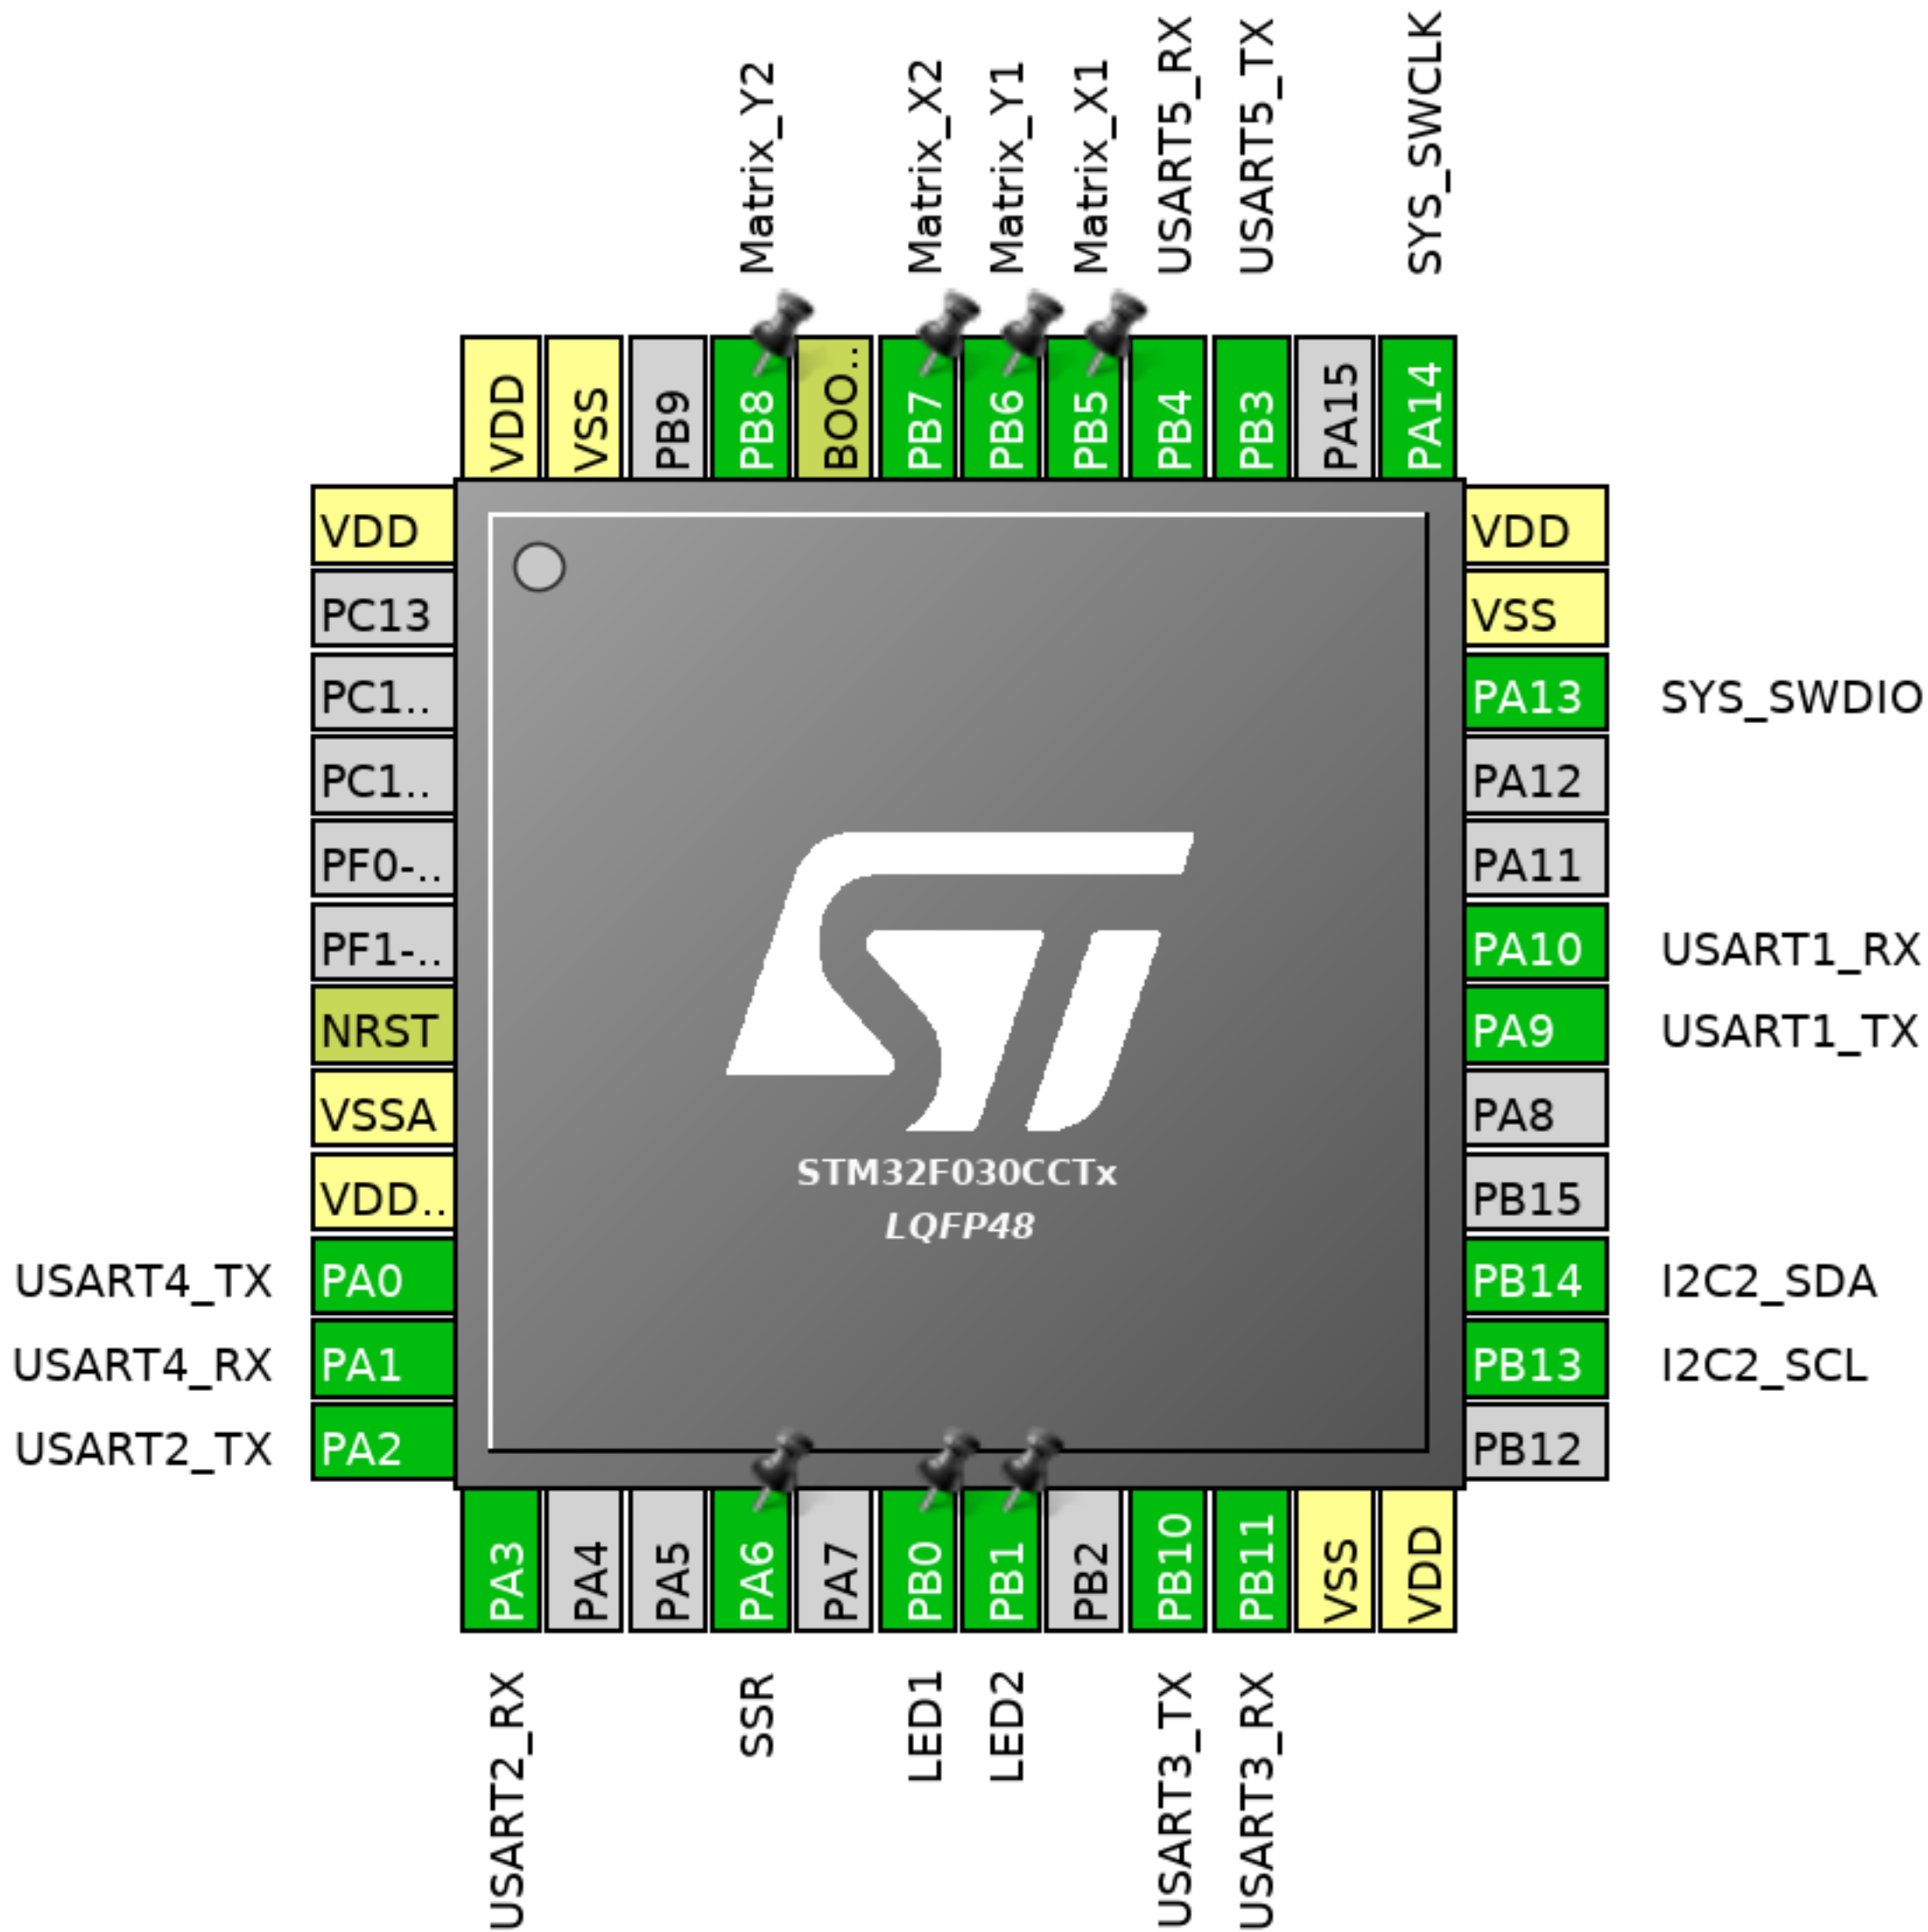 Matrix_Y2
Matrix_X2
Matrix_Y1
Matrix_X1
USART5_RX
USART5_TX
SYS_SWCLK
VDD
VSS
PB9
PB8
BOO..
PB7
PB6
PB5
PB4
PB3
PA15
PA14
VDD
PC13
PC1..
PC1..
PF0-..
PF1-..
NRST
VSSA
VDD..
USART4_TX PA0
USART4_RX PA1
USART2_TX PA2
VDD
VSS
PA13 SYS_SWDIO
PA12
PA11
PA10 USART1_RX
PA9 USART1_TX
PA8
PB15
PB14 I2C2_SDA
PB13 I2C2_SCL
PB12
ST
STM32F030CCTx
LQFP48
PA3
PA4
PA5
PA6
PA7
PB0
PB1
PB2
PB10
PB11
VSS
VDD
USART2_RX
SSR
LED1
LED2
USART3_TX
USART3_RX